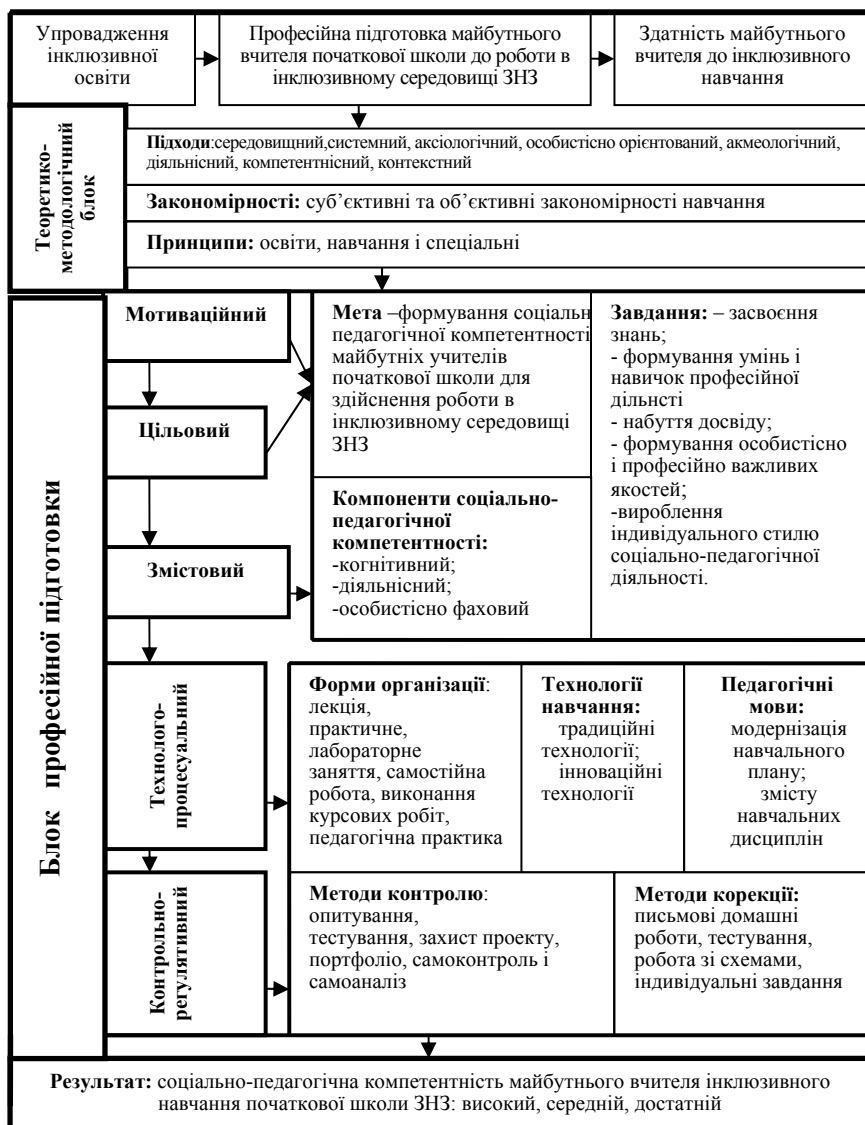 Упровадження
інклюзивної
освіти
Професійна підготовка майбутнього
вчителя початкової школи до роботи в
інклюзивному середовищі ЗНЗ
Здатність майбутнього
вчителя до інклюзивного
навчання
Теоретико-
методологічний
блок
Підходи:середовищний,системний, аксіологічний, особистісно орієнтований, акмеологічний,
діяльнісний, компетентнісний, контекстний
Закономірності: суб’єктивні та об’єктивні закономірності навчання
Принципи: освіти, навчання і спеціальні
Блок професійної підготовки
Мотиваційний
Цільовий
Змістовий
Мета –формування соціальн
педагогічної компетентності
майбутніх учителів
початкової школи для
здійснення роботи в
інклюзивному середовищі
ЗНЗ
Компоненти соціально-
педагогічної
компетентності:
-когнітивний;
-діяльнісний;
-особистісно фаховий
Завдання: – засвоєння
знань;
- формування умінь і
навичок професійної
дільнсті
- набуття досвіду;
- формування особистісно
і професійно важливих
якостей;
-вироблення
індивідуального стилю
соціально-педагогічної
діяльності.
Технолого-
процесуальний
Форми організації:
лекція,
практичне,
лабораторне
заняття, самостійна
робота, виконання
курсових робіт,
педагогічна практика
Технології
навчання:
традиційні
технології;
інноваційні
технології
Педагогічні
мови:
модернізація
навчального
плану;
змісту
навчальних
дисциплін
Контрольно-
регулятивний
Методи контролю:
опитування,
тестування, захист проекту,
портфоліо, самоконтроль і
самоаналіз
Методи корекції:
письмові домашні
роботи, тестування,
робота зі схемами,
індивідуальні завдання
Результат: соціально-педагогічна компетентність майбутнього вчителя інклюзивного
навчання початкової школи ЗНЗ: високий, середній, достатній